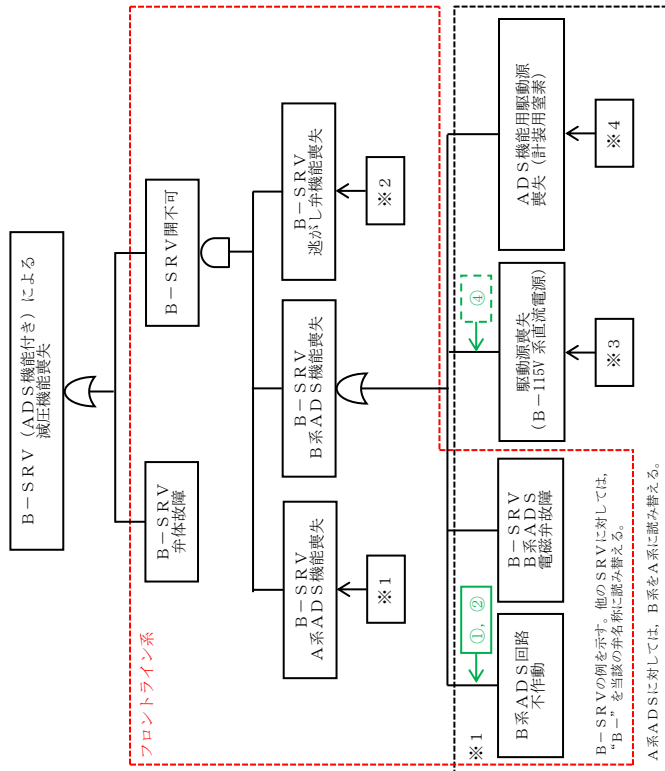 B－SRV（ADS機能付き）による
減圧機能喪失
フロントライン系
B－SRV
弁体故障
B－SRV開不可
B－SRV
A系ADS機能喪失
※1
B－SRV
B系ADS機能喪失
B－SRV
逃がし弁機能喪失
※2
※1
①，②
B系ADS回路
不作動
B－SRV
B系ADS
電磁弁故障
④
駆動源喪失
（B－115V 系直流電源）
※3
ADS機能用駆動源
喪失（計装用窒素）
※4
B－SRVの例を示す。他のSRVに対しては，
“B－”を当該の弁名称に読み替える。
A系ADSに対しては，B系をA系に読み替える。